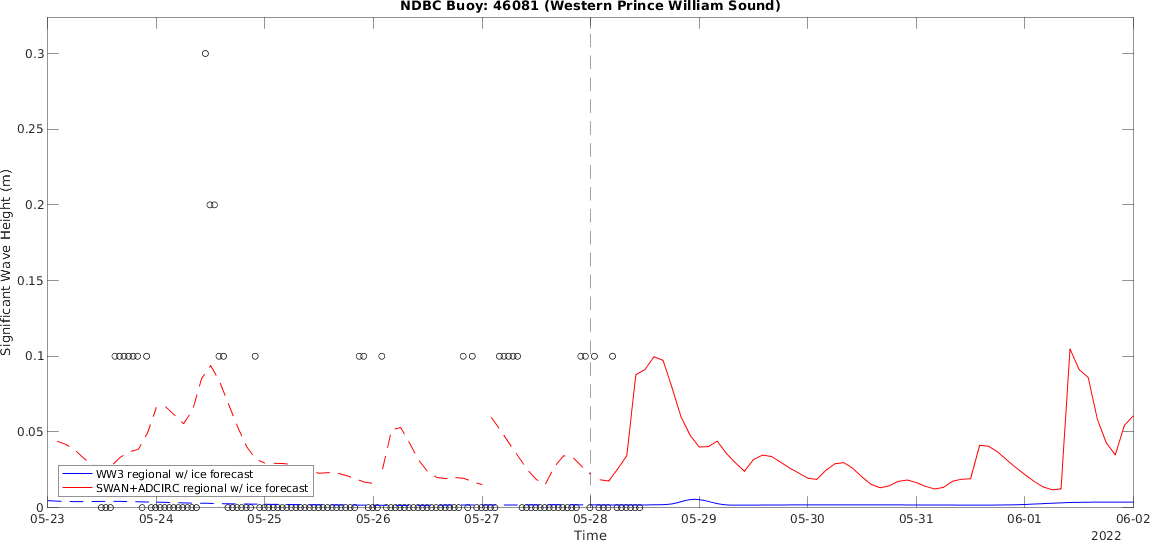 NDBC Buoy: 46081 (Western Prince William Sound)
0.3
0.25
0.2
0.15
0.1
0.05
0
Significant Wave Height (m)
WW3 regional w/ ice forecast
SWAN+ADCIRC regional w/ ice forecast
05-23 05-24 05-25 05-26 05-27 05-28 05-29 05-30 05-31 06-01 06-02
Time
2022